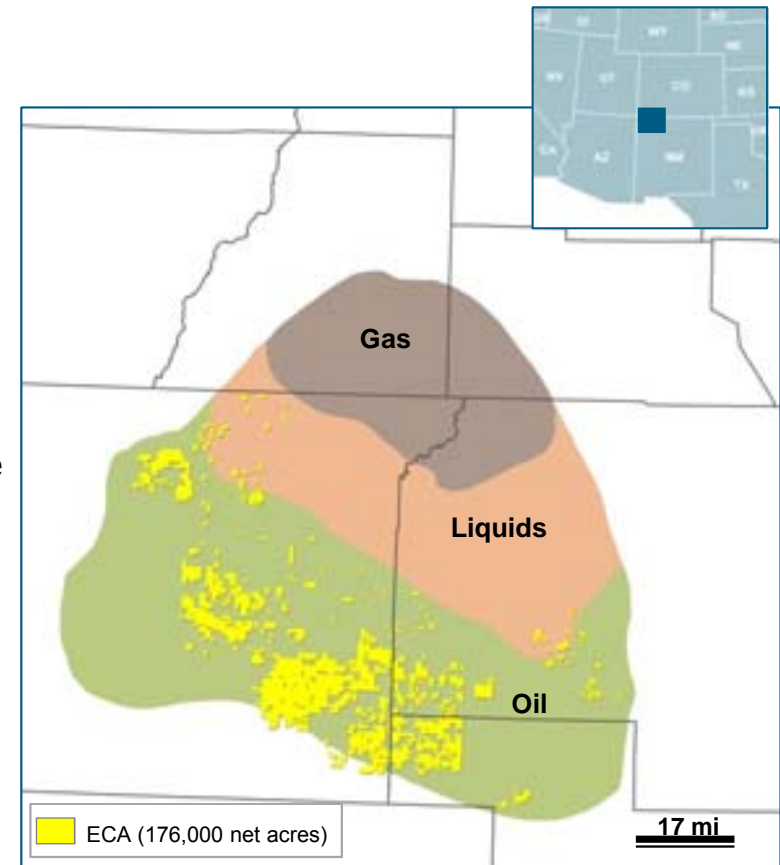 WY
NE
NV UT CO KS
CA AZ NM TX
Gas
e
Liquids
Oil
ECA (176,000 net acres)
17 mi